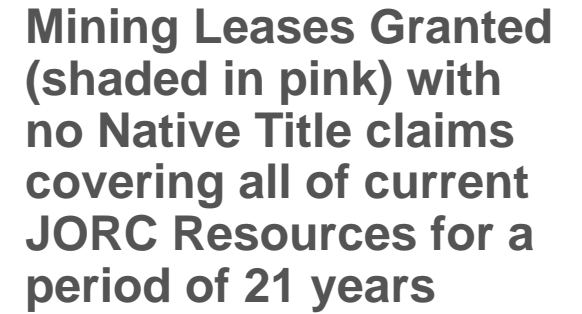 Mining Leases Granted
(shaded in pink) with
no Native Title claims
covering all of current
JORC Resources for a
period of 21 years